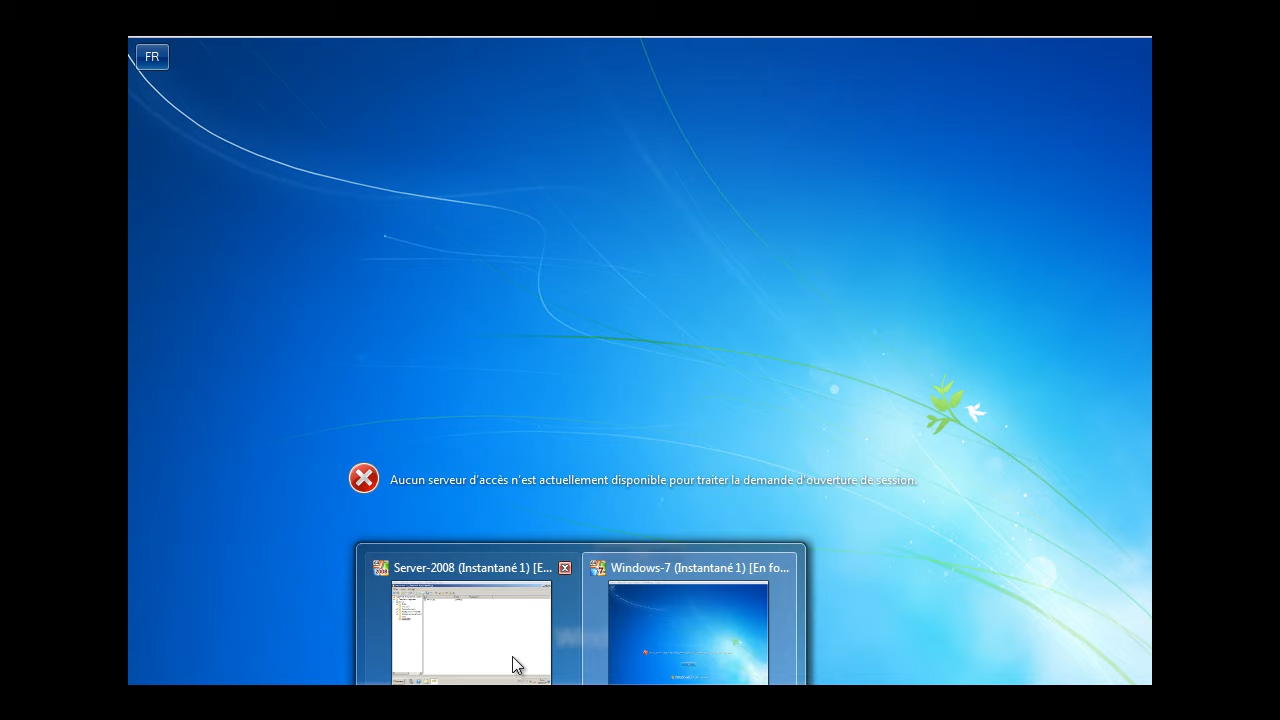 FR
Aucun serveur d'accès n'est actuellement disponible pour traiter la demande d'ouverture de session.
Server-2008 (Instantané 1) [E...
Windows-7 (Instantané 1) [En fo...